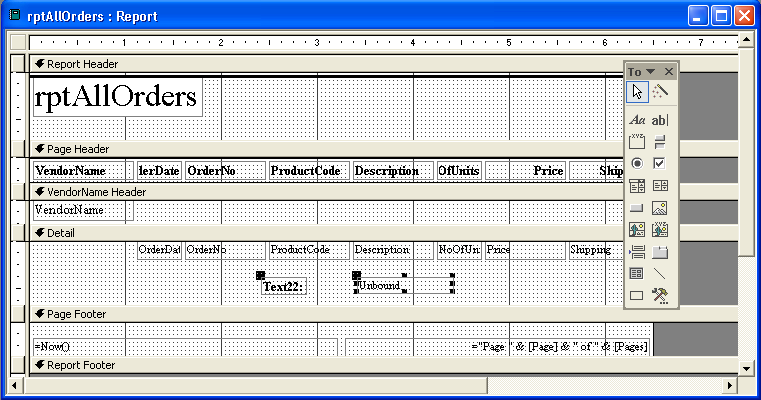 rptAllOrders : Report
1 2 3 4 5 6 7
Report Header
To
rptAllOrders
Aa ab|
Page Header
XYZ
VendorName lerDate OrderNo ProductCode Description OfUnits Price Ship
VendorName Header
VendorName
Detail
OrderDat OrderNo ProductCode Description NoOfUni Price Shipping
Text22: Unbound
Page Footer
=Now() ="Page " & [Page] & " of " & [Pages]
Report Footer